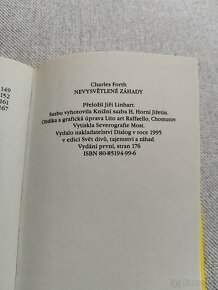 149
152
161
167
Charles Forth
NEVYSVĚTLENÉ ZÁHADY
Přeložil Jiří Linhart.
Sazbu vyhotovila Knižní sazba H, Horní Jiřetín.
Obálka a grafická úprava Lito art Raffaello, Chomutov.
Vytiskla Severografie Most.
Vydalo nakladatelství Dialog v roce 1995
v edici Svět divů, tajemství a záhad.
Vydání první, stran 176
ISBN 80-85194-99-6